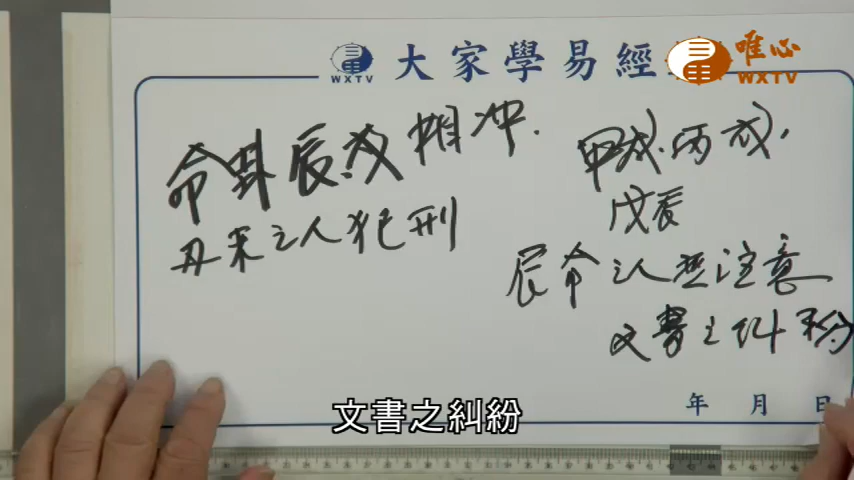 WXTV 大家學易經
唯心
WXTV
命卦辰戌相冲.
丑未之人犯刑
甲戌.丙戌.
戊辰
辰命之人要注意
文書之糾紛
年 月 日
文書之糾紛